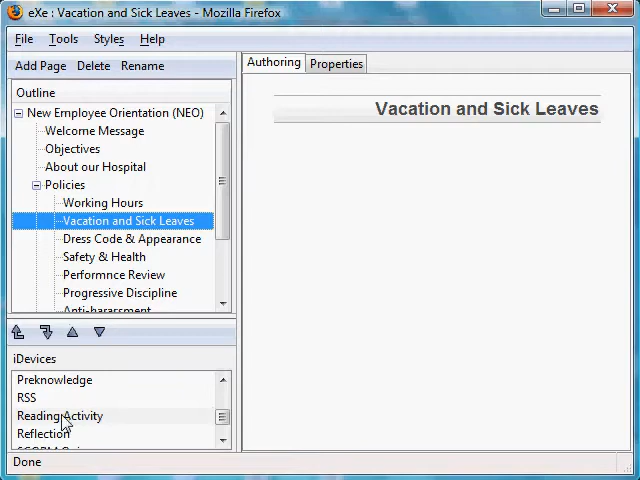 eXe : Vacation and Sick Leaves - Mozilla Firefox
File Tools Styles Help
Add Page Delete Rename
Outline
New Employee Orientation (NEO)
Welcome Message
Objectives
About our Hospital
Policies
Working Hours
Vacation and Sick Leaves
Dress Code & Appearance
Safety & Health
Performnce Review
Progressive Discipline
Anti-harassment
iDevices
Preknowledge
RSS
Reading Activity
Reflection
Authoring Properties
Vacation and Sick Leaves
Done